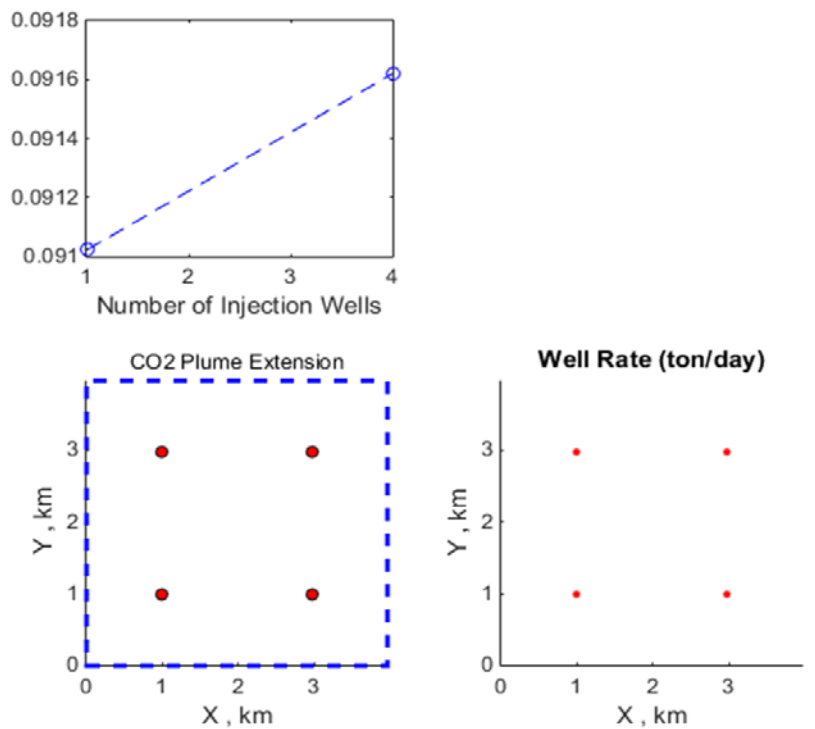 0.0918
0.0916
0.0914
0.0912
0.091
1 2 3 4
Number of Injection Wells
CO2 Plume Extension
3
2
1
0
Y , km
0 1 2 3
X , km
Well Rate (ton/day)
3
2
1
0
Y , km
0 1 2 3
X , km